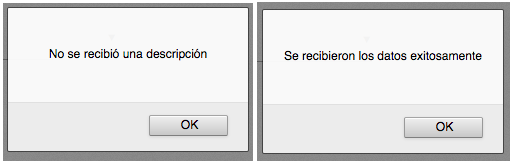 No se recibió una descripción
OK
Se recibieron los datos exitosamente
OK